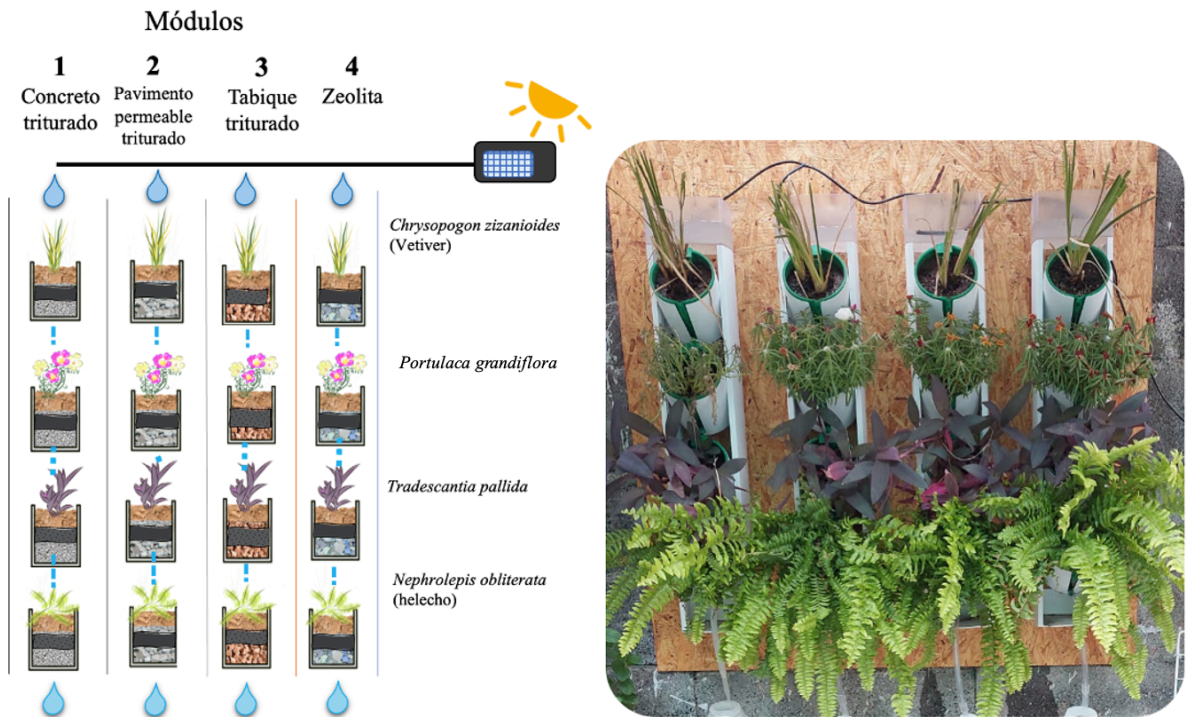 Módulos
1
Concreto
triturado
2
Pavimento
permeable
triturado
3
Tabique
triturado
4
Zeolita
Chrysopogon zizanioides
(Vetiver)
Portulaca grandiflora
Tradescantia pallida
Nephrolepis obliterata
(helecho)